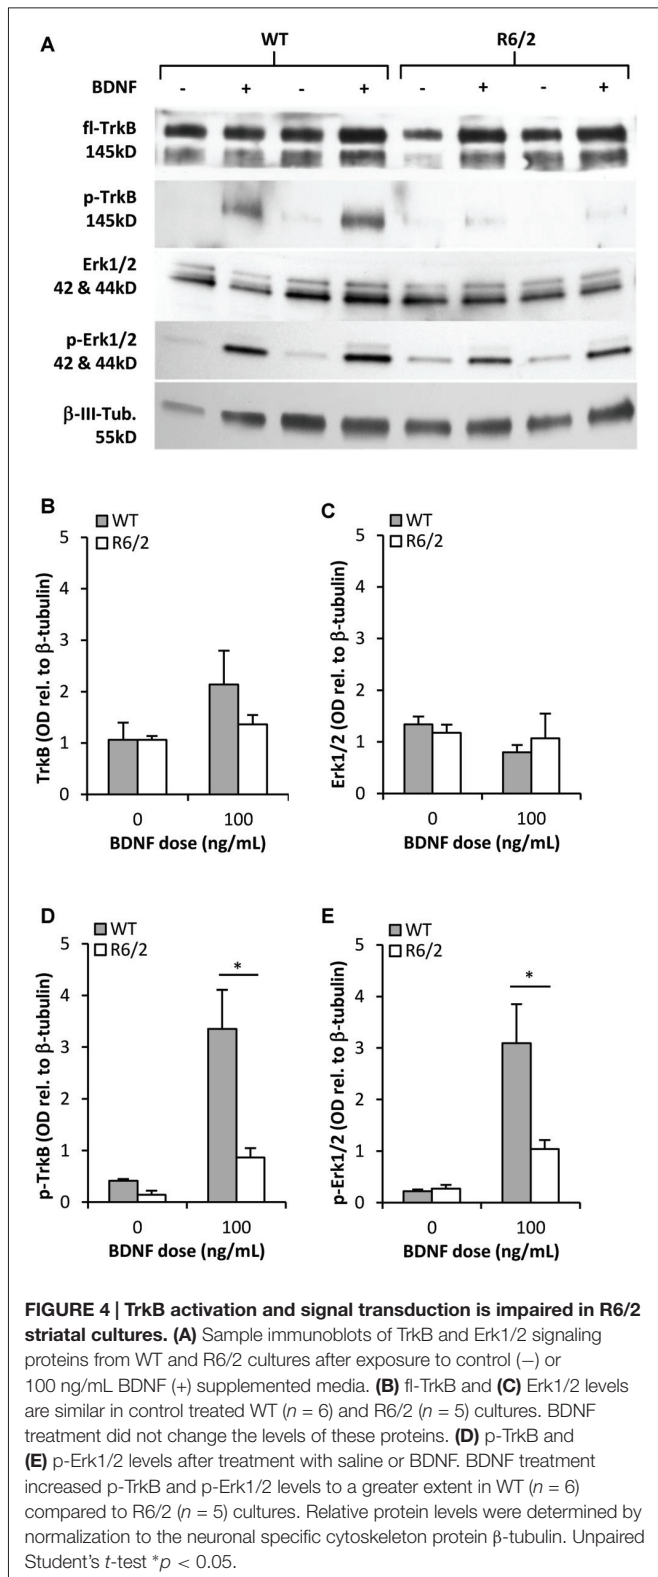 A
WT
R6/2
BDNF
- + - + - + - +
fl-TrkB
145kD
p-TrkB
145kD
Erk1/2
42 & 44kD
p-Erk1/2
42 & 44kD
β-III-Tub.
55kD
B
WT
R6/2
TrkB (OD rel. to β-tubulin)
5
4
3
2
1
0
0
100
BDNF dose (ng/mL)
C
WT
R6/2
Erk1/2 (OD rel. to β-tubulin)
5
4
3
2
1
0
0
100
BDNF dose (ng/mL)
D
WT
R6/2
p-TrkB (OD rel. to β-tubulin)
5
4
3
2
1
0
*
0
100
BDNF dose (ng/mL)
E
WT
R6/2
p-Erk1/2 (OD rel. to β-tubulin)
5
4
3
2
1
0
*
0
100
BDNF dose (ng/mL)
FIGURE 4 | TrkB activation and signal transduction is impaired in R6/2
striatal cultures. (A) Sample immunoblots of TrkB and Erk1/2 signaling
proteins from WT and R6/2 cultures after exposure to control (−) or
100 ng/mL BDNF (+) supplemented media. (B) fl-TrkB and (C) Erk1/2 levels
are similar in control treated WT (n = 6) and R6/2 (n = 5) cultures. BDNF
treatment did not change the levels of these proteins. (D) p-TrkB and
(E) p-Erk1/2 levels after treatment with saline or BDNF. BDNF treatment
increased p-TrkB and p-Erk1/2 levels to a greater extent in WT (n = 6)
compared to R6/2 (n = 5) cultures. Relative protein levels were determined by
normalization to the neuronal specific cytoskeleton protein β-tubulin. Unpaired
Student's t-test *p < 0.05.